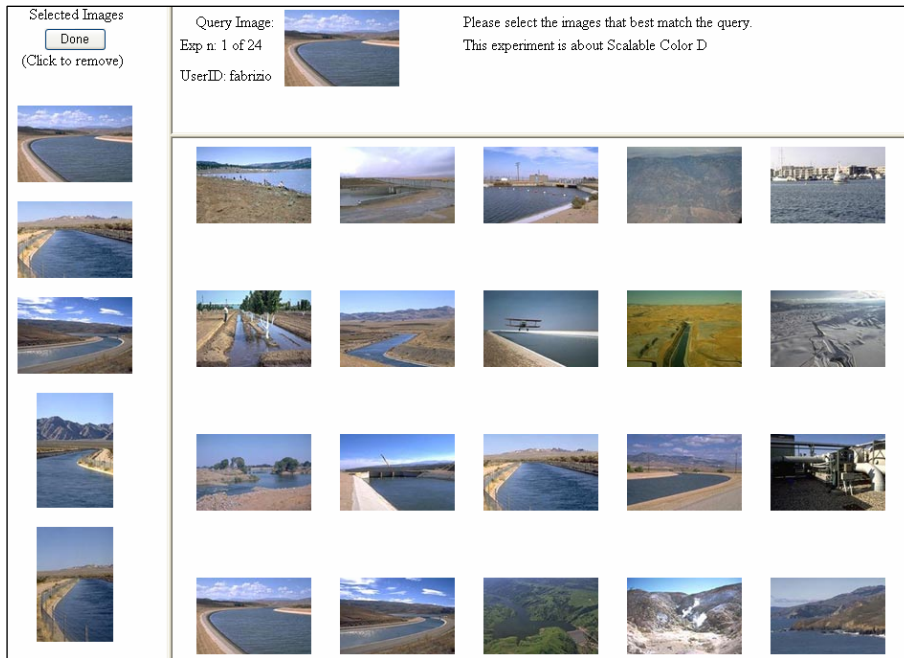 Selected Images
Done
(Click to remove)
Query Image:
Exp n: 1 of 24
UserID: fabrizio
Please select the images that best match the query.
This experiment is about Scalable Color D